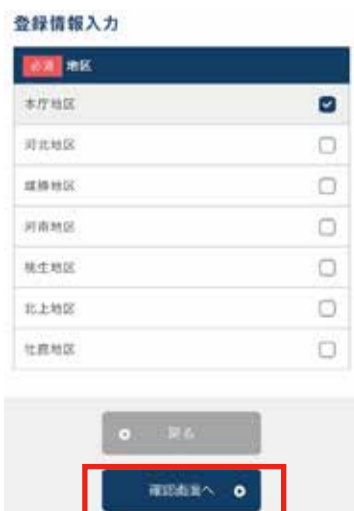 登録情報入力
必須 地区
本庁地区
河北地区
雄勝地区
河南地区
桃生地区
北上地区
牡鹿地区
戻る
確認画面へ